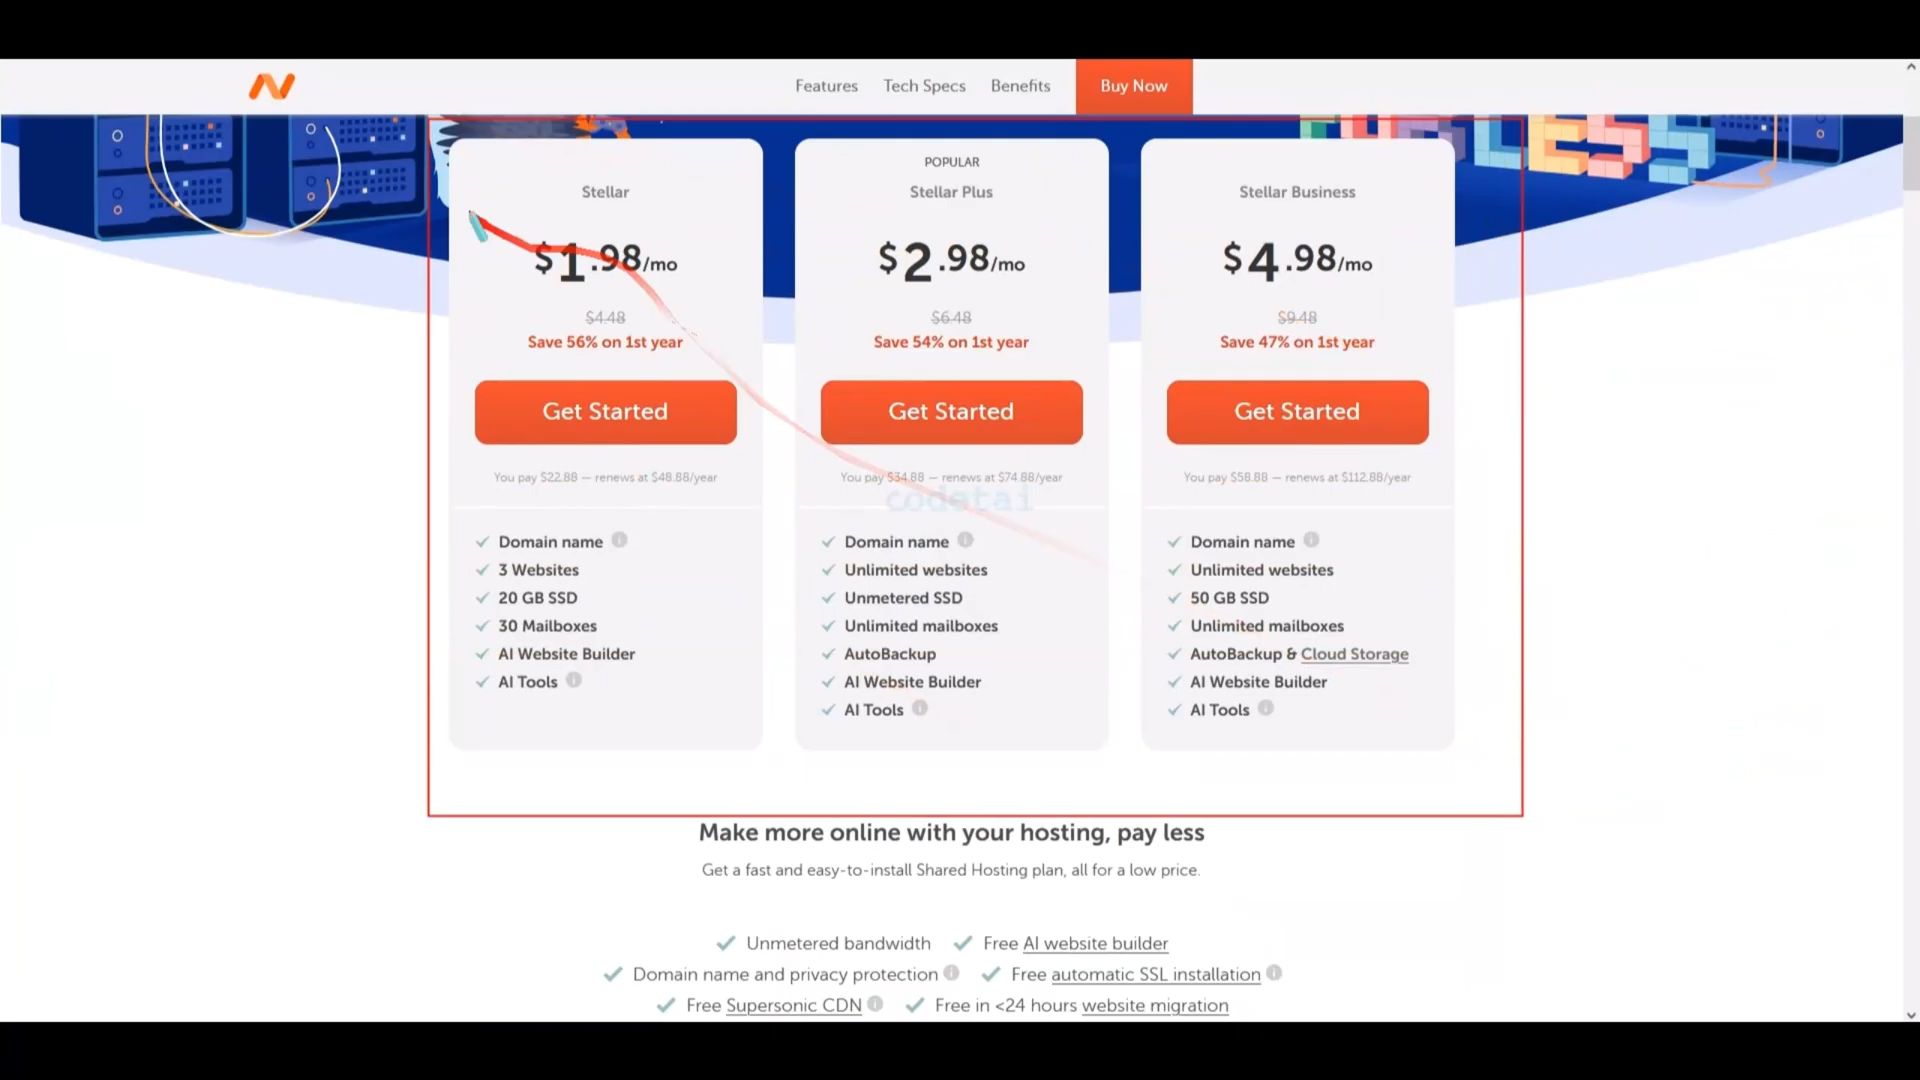 Features Tech Specs Benefits Buy Now
Stellar
$1.98/mo
$4.48
Save 56% on 1st year
Get Started
You pay $22.88 — renews at $48.88/year
Domain name
3 Websites
20 GB SSD
30 Mailboxes
AI Website Builder
AI Tools
POPULAR
Stellar Plus
$2.98/mo
$6.48
Save 54% on 1st year
Get Started
You pay $34.88 — renews at $74.88/year
codetai
Domain name
Unlimited websites
Unmetered SSD
Unlimited mailboxes
AutoBackup
AI Website Builder
AI Tools
Stellar Business
$4.98/mo
$9.48
Save 47% on 1st year
Get Started
You pay $58.88 — renews at $112.88/year
Domain name
Unlimited websites
50 GB SSD
Unlimited mailboxes
AutoBackup & Cloud Storage
AI Website Builder
AI Tools
Make more online with your hosting, pay less
Get a fast and easy-to-install Shared Hosting plan, all for a low price.
Unmetered bandwidth Free AI website builder
Domain name and privacy protection Free automatic SSL installation
Free Supersonic CDN Free in <24 hours website migration